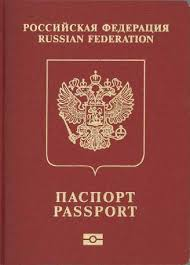 РОССИЙСКАЯ ФЕДЕРАЦИЯ
RUSSIAN FEDERATION
ПАСПОРТ
PASSPORT